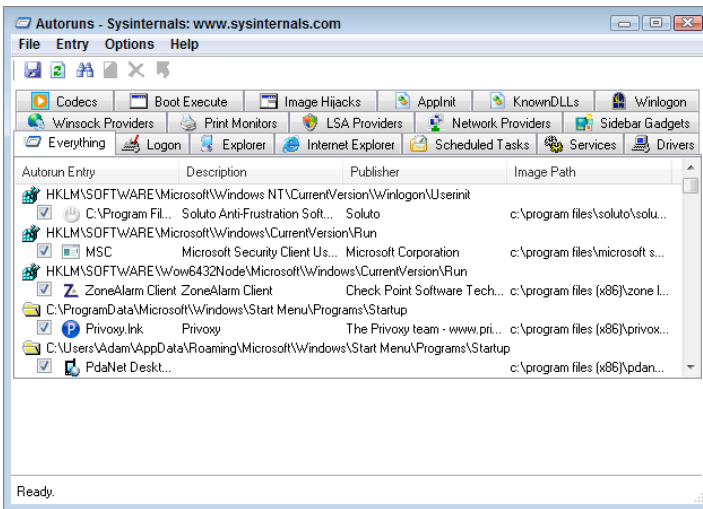 Autoruns - Sysinternals: www.sysinternals.com
File Entry Options Help
Codecs Boot Execute Image Hijacks AppInit KnownDLLs Winlogon
Winsock Providers Print Monitors LSA Providers Network Providers Sidebar Gadgets
Everything Logon Explorer Internet Explorer Scheduled Tasks Services Drivers
Autorun Entry Description Publisher Image Path
HKLM\SOFTWARE\Microsoft\Windows NT\CurrentVersion\Winlogon\Userinit
C:\Program Fil... Soluto Anti-Frustration Soft... Soluto c:\program files\soluto\solu...
HKLM\SOFTWARE\Microsoft\Windows\CurrentVersion\Run
MSC Microsoft Security Client Us... Microsoft Corporation c:\program files\microsoft s...
HKLM\SOFTWARE\Wow6432Node\Microsoft\Windows\CurrentVersion\Run
ZoneAlarm Client ZoneAlarm Client Check Point Software Tech... c:\program files (x86)\zone l...
C:\ProgramData\Microsoft\Windows\Start Menu\Programs\Startup
Privoxy.lnk Privoxy The Privoxy team - www.pri... c:\program files (x86)\privox...
C:\Users\Adam\AppData\Roaming\Microsoft\Windows\Start Menu\Programs\Startup
PdaNet Deskt... c:\program files (x86)\pdan...
Ready.